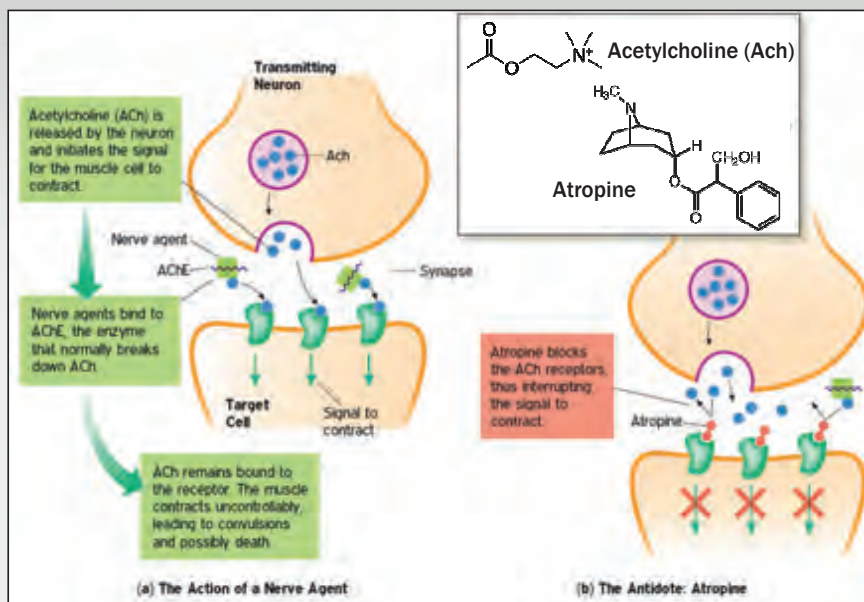 Transmitting
Neuron
Acetylcholine (ACh) is
released by the neuron
and initiates the signal
for the muscle cell to
contract.
Ach
Nerve agent
AChE
Synapse
Nerve agents bind to
AChE, the enzyme
that normally breaks
down ACh.
Target
Cell
Signal to
contract
ACh remains bound to
the receptor. The muscle
contracts uncontrollably,
leading to convulsions
and possibly death.
(a) The Action of a Nerve Agent
O
O
N+
Acetylcholine (Ach)
H₃C
N
H
CH₂OH
O
O
Atropine
Atropine blocks
the ACh receptors,
thus interrupting
the signal to
contract.
Atropine
(b) The Antidote: Atropine